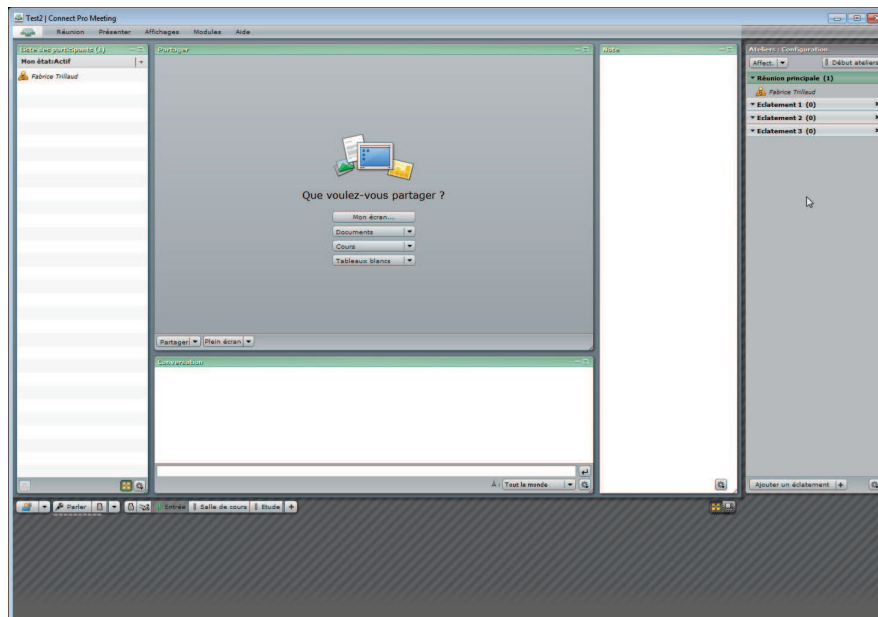 Test2 | Connect Pro Meeting
Réunion Présenter Affichages Modules Aide
Liste des participants (1)
Mon état:Actif
Fabrice Trillaud
Partager
Que voulez-vous partager ?
Mon écran...
Documents
Cours
Tableaux blancs
Partager Plein écran
Conversation
À : Tout le monde
Note
Ateliers : Configuration
Affect. Début ateliers
Réunion principale (1)
Fabrice Trillaud
Eclatement 1 (0)
Eclatement 2 (0)
Eclatement 3 (0)
Ajouter un éclatement +
Parler Entrée Salle de cours Etude +